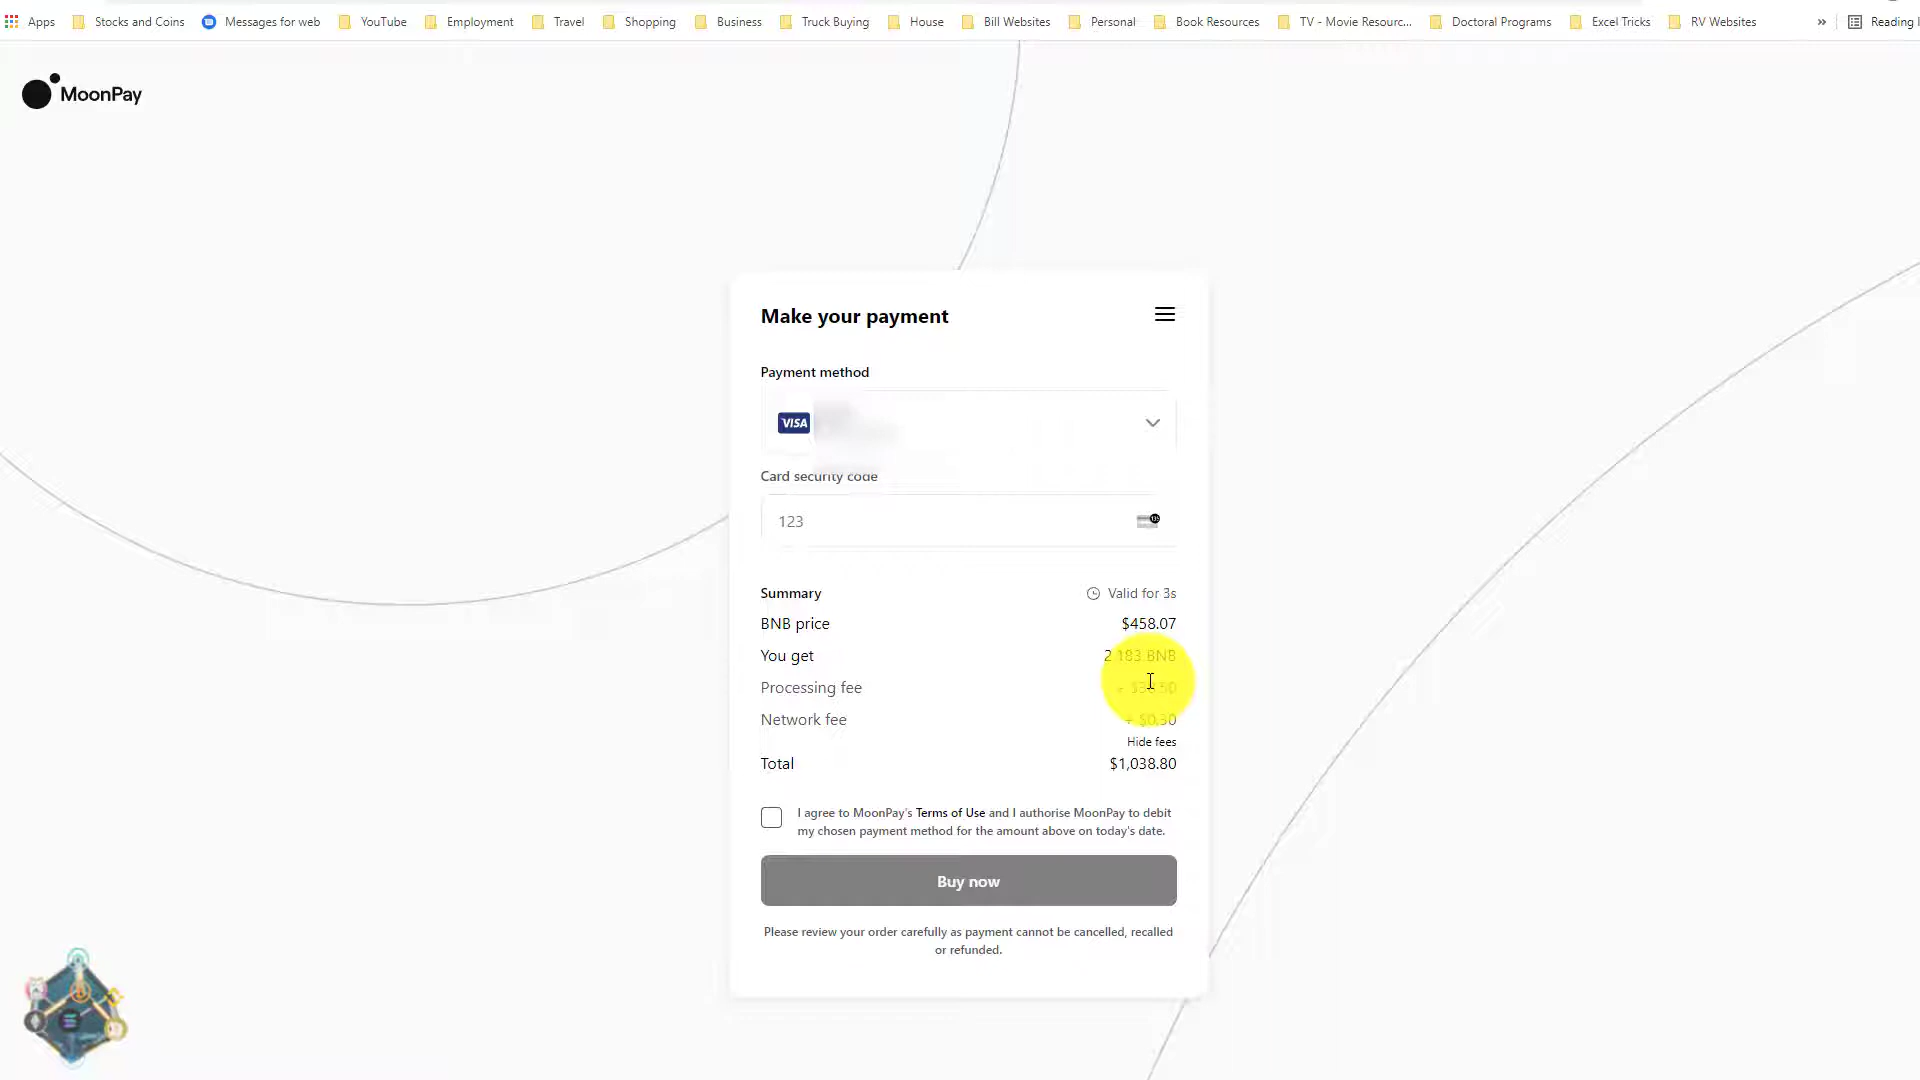 Apps Stocks and Coins Messages for web YouTube Employment Travel Shopping Business Truck Buying House Bill Websites Personal Book Resources TV - Movie Resourc... Doctoral Programs Excel Tricks RV Websites » Reading
MoonPay
Make your payment
Payment method
VISA
Card security code
123
Summary Valid for 3s
BNB price $458.07
You get 2.183 BNB
Processing fee
Network fee + $0.30
Hide fees
Total $1,038.80
I agree to MoonPay's Terms of Use and I authorise MoonPay to debit
my chosen payment method for the amount above on today's date.
Buy now
Please review your order carefully as payment cannot be cancelled, recalled
or refunded.